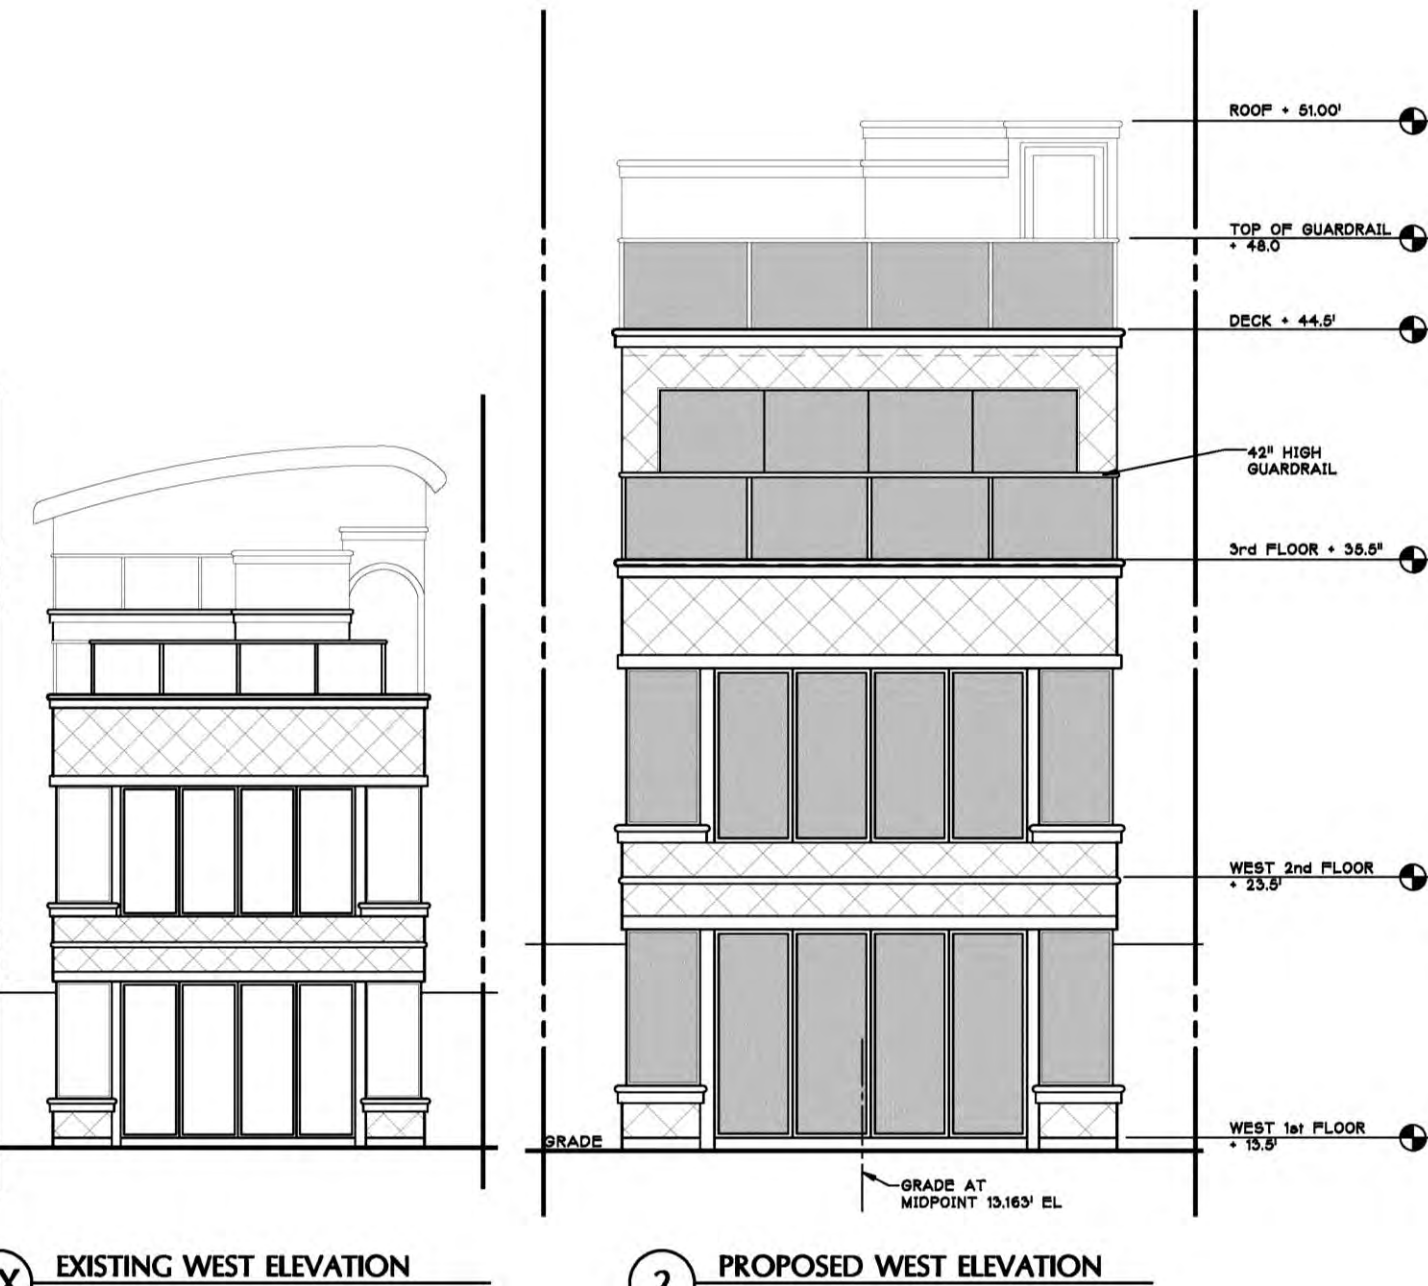 ROOF + 51.00'
TOP OF GUARDRAIL
+ 48.0
DECK + 44.5'
42" HIGH
GUARDRAIL
3rd FLOOR + 35.5"
WEST 2nd FLOOR
+ 23.5'
WEST 1st FLOOR
+ 13.5'
GRADE
GRADE AT
MIDPOINT 13.163' EL
X EXISTING WEST ELEVATION
2 PROPOSED WEST ELEVATION